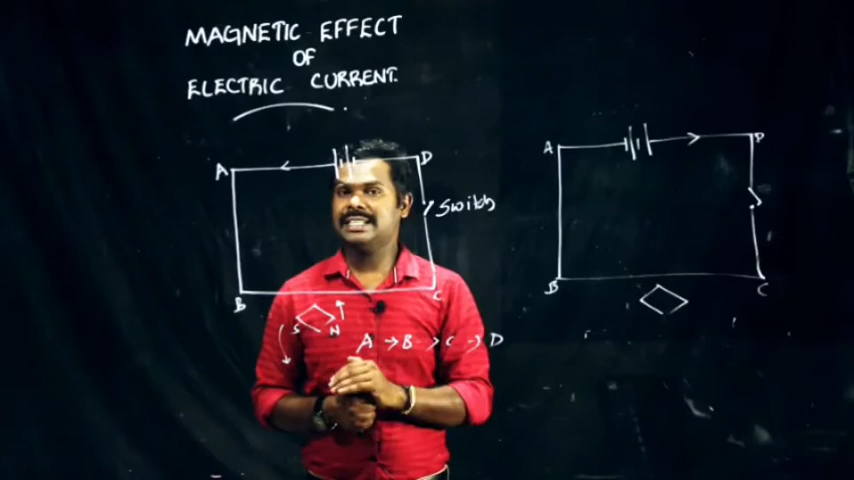 MAGNETIC EFFECT
OF
ELECTRIC CURRENT.
A D
Switch
B C
S N
A → B → C → D
A D
B C